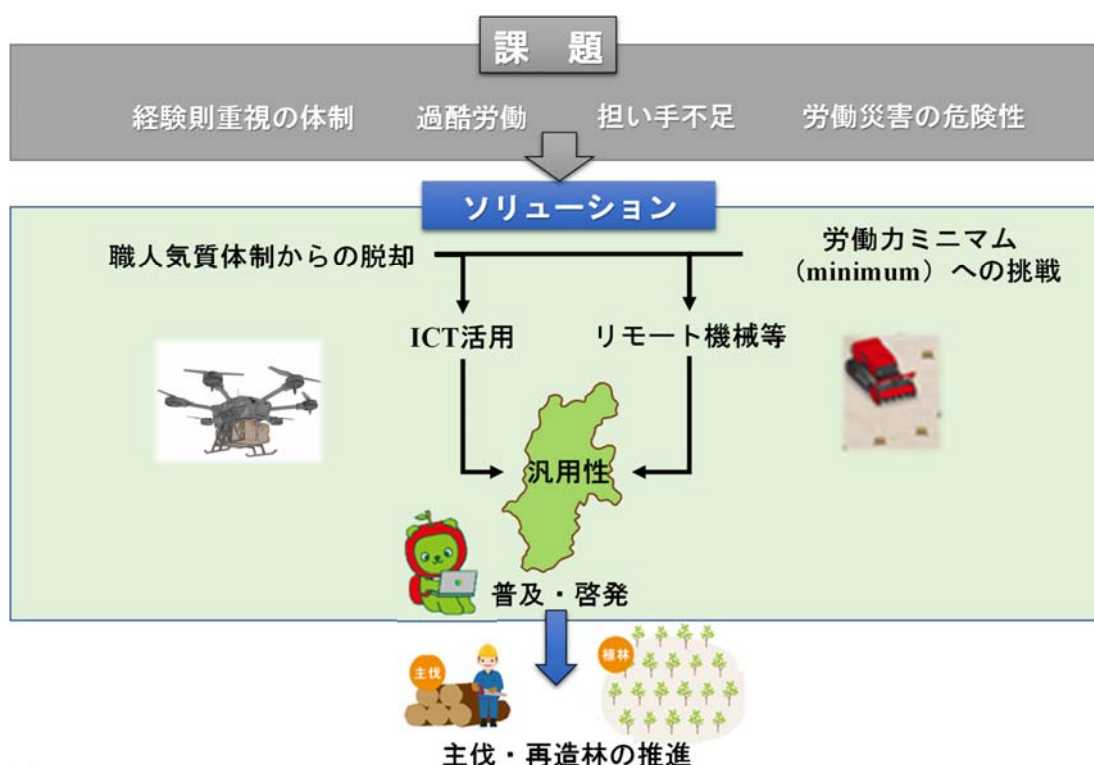 課　題
経験則重視の体制　過酷労働　担い手不足　労働災害の危険性
ソリューション
職人気質体制からの脱却
労働力ミニマム
（minimum）への挑戦
ICT活用
リモート機械等
汎用性
普及・啓発
主伐
植林
主伐・再造林の推進